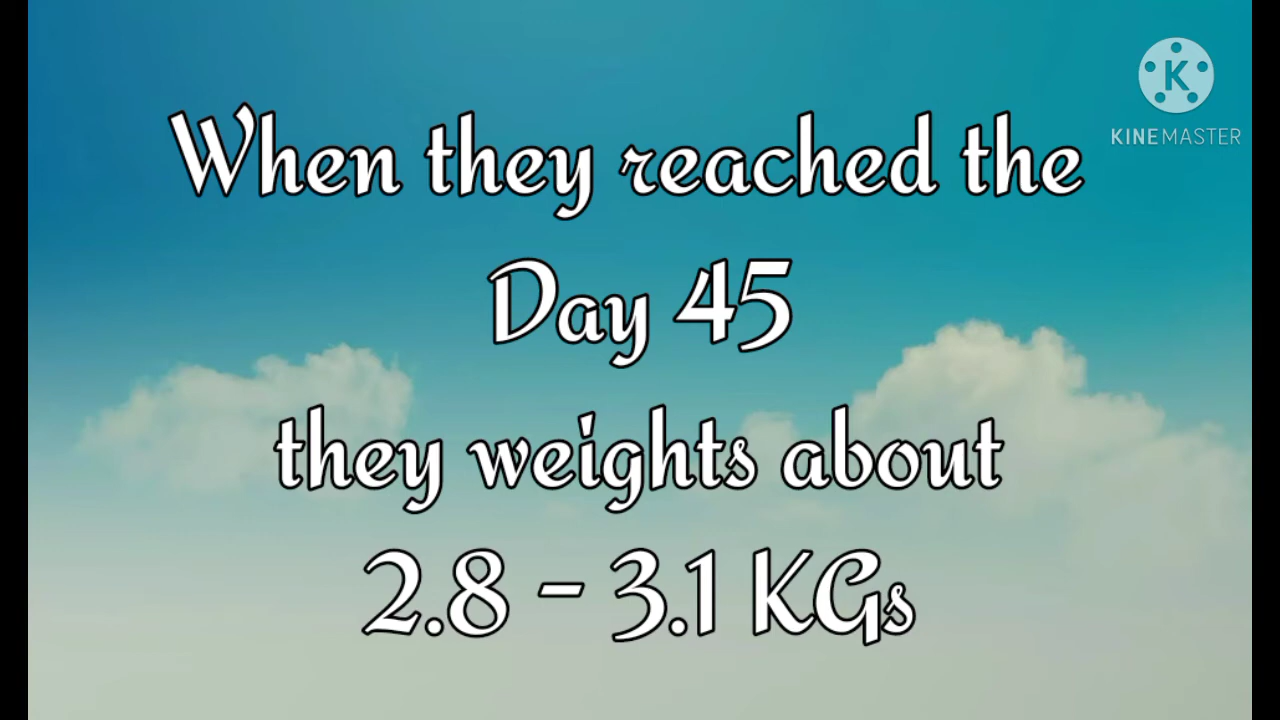 When they reached the
Day 45
they weights about
2.8 - 3.1 KGs
K
KINEMASTER